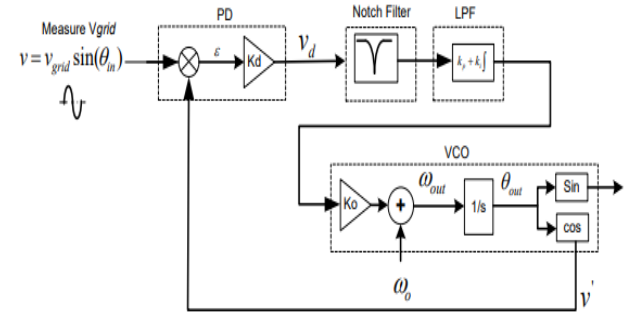 Measure Vgrid
PD
Notch Filter
LPF
v = v_grid sin(θ_in)
ε
Kd
v_d
k_p + k_i∫
VCO
Ko
+
ω_out
1/s
θ_out
Sin
cos
ω_o
v'